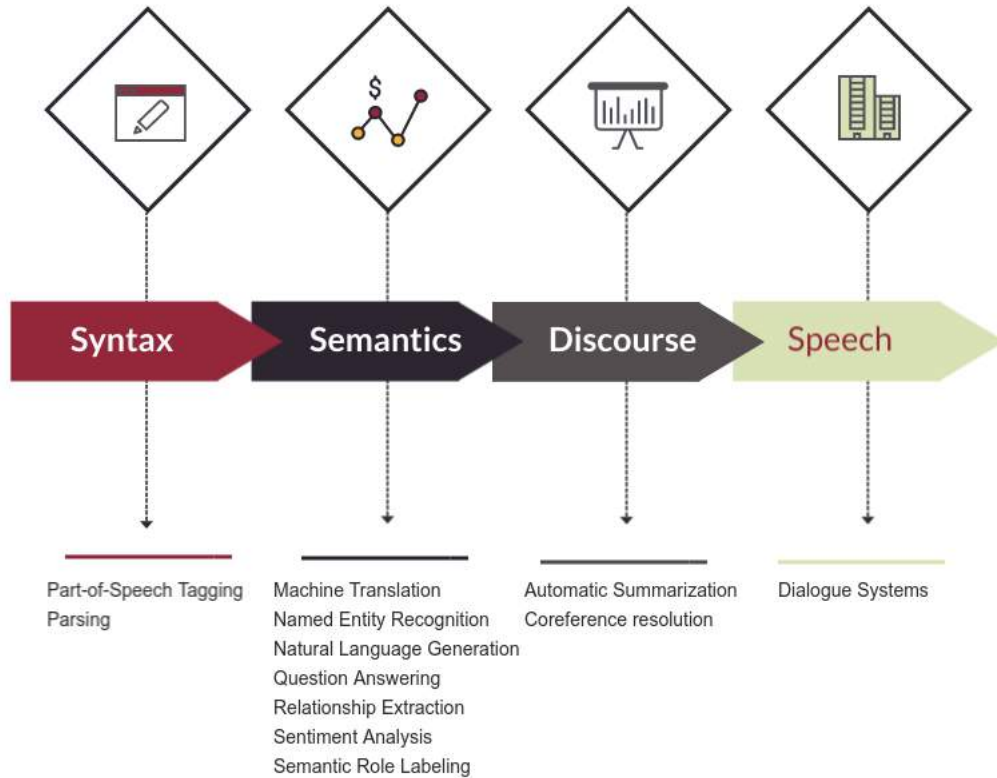 $
Syntax
Semantics
Discourse
Speech
Part-of-Speech Tagging
Parsing
Machine Translation
Named Entity Recognition
Natural Language Generation
Question Answering
Relationship Extraction
Sentiment Analysis
Semantic Role Labeling
Automatic Summarization
Coreference resolution
Dialogue Systems